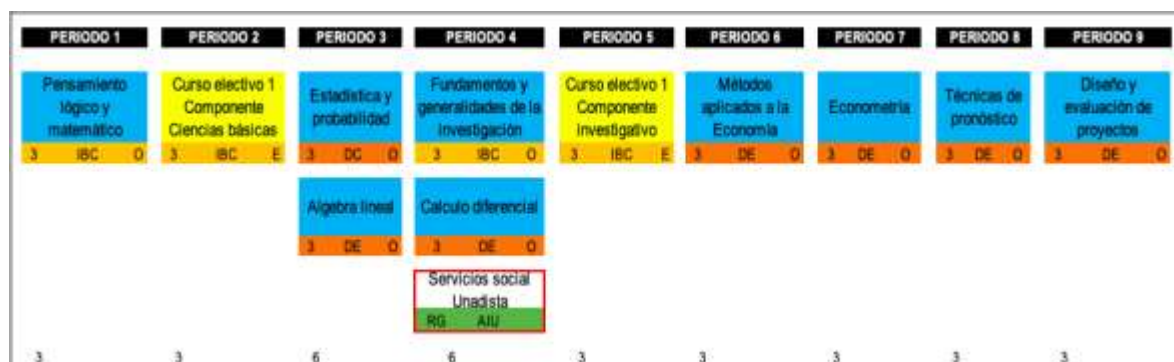 PERIODO 1 PERIODO 2 PERIODO 3 PERIODO 4 PERIODO 5 PERIODO 6 PERIODO 7 PERIODO 8 PERIODO 9
Pensamiento
lógico y
matemático
3 IBC O
Curso electivo 1
Componente
Ciencias básicas
3 IBC E
Estadística y
probabilidad
3 DC O
Fundamentos y
generalidades de la
investigación
3 IBC O
Curso electivo 1
Componente
investigativo
3 IBC E
Métodos
aplicados a la
Economía
3 DE O
Econometría
3 DE O
Técnicas de
pronóstico
3 DE O
Diseño y
evaluación de
proyectos
3 DE O
Algebra lineal
3 DE O
Calculo diferencial
3 DE O
Servicios social
Unadista
RG AIU
3 3 6 6 3 3 3 3 3